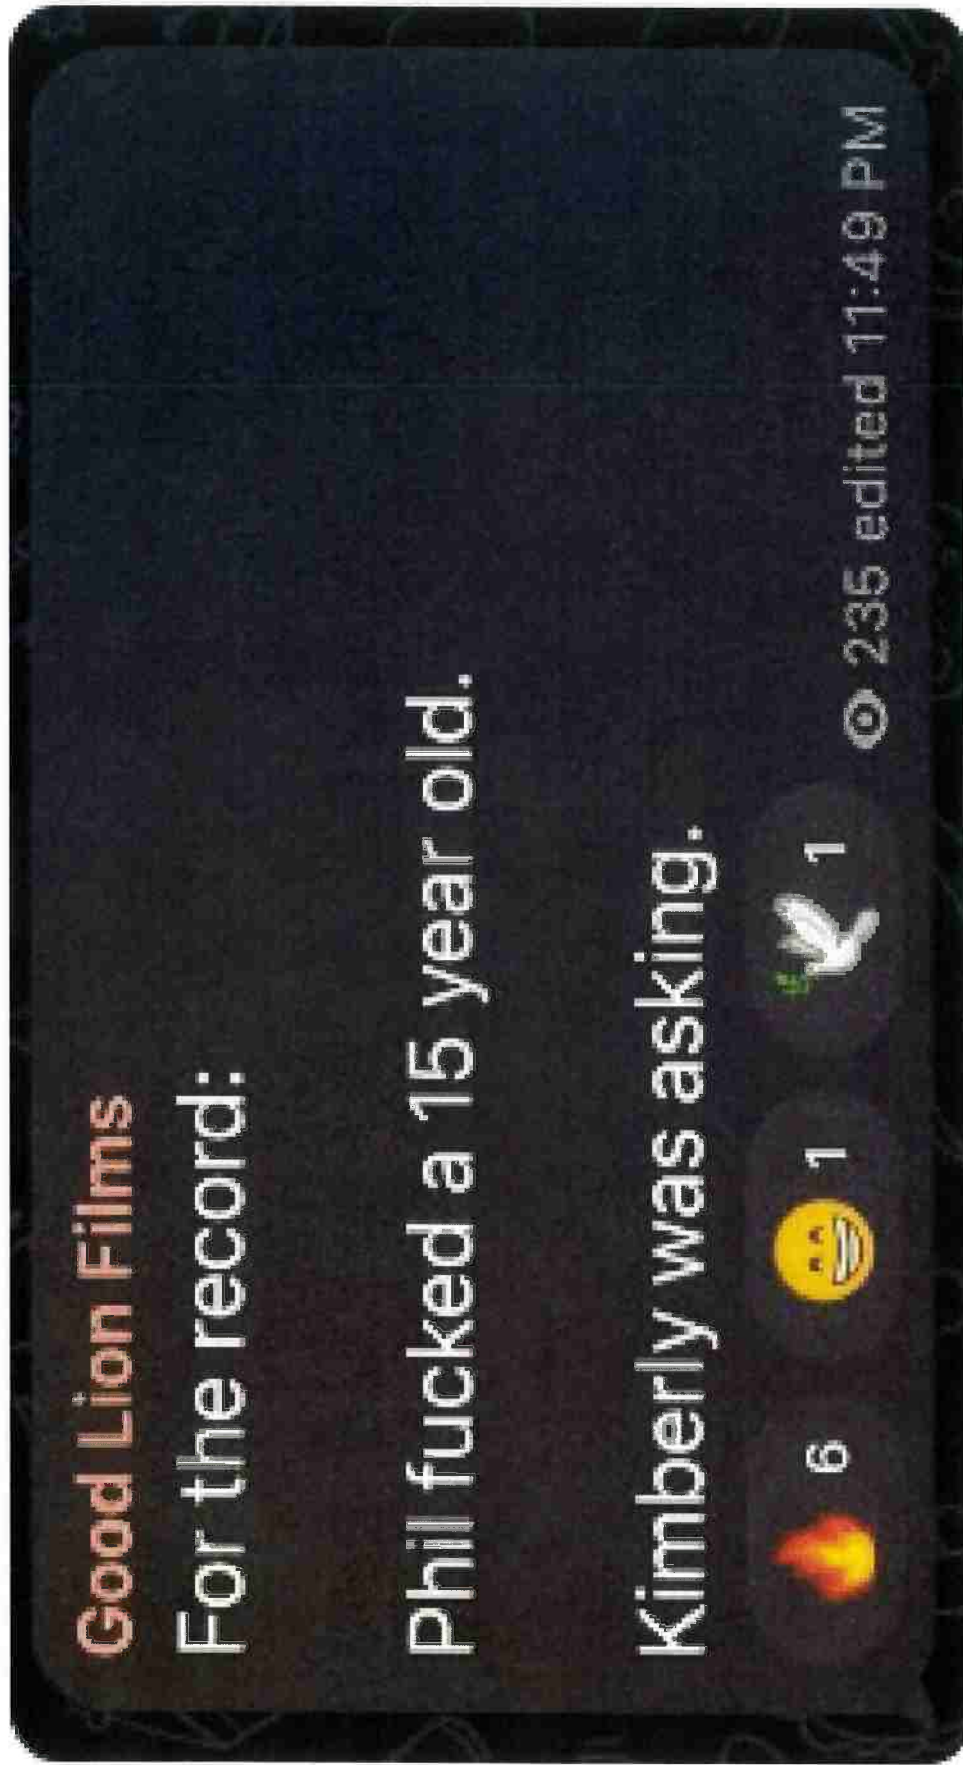 Good Lion Films
For the record:
Phil fucked a 15 year old.
Kimberly was asking.
🔥 6 😁 1 🕊 1 235 edited 11:49 PM